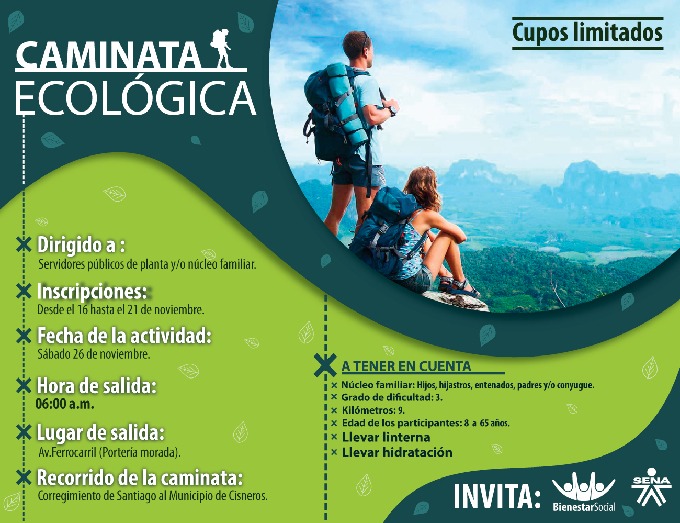 CAMINATA
ECOLÓGICA
Cupos limitados
Dirigido a :
Servidores públicos de planta y/o núcleo familiar.
Inscripciones:
Desde el 16 hasta el 21 de noviembre.
Fecha de la actividad:
Sábado 26 de noviembre.
Hora de salida:
06:00 a.m.
Lugar de salida:
Av.Ferrocarril (Portería morada).
Recorrido de la caminata:
Corregimiento de Santiago al Municipio de Cisneros.
A TENER EN CUENTA
Núcleo familiar: Hijos, hijastros, entenados, padres y/o conyugue.
Grado de dificultad: 3.
Kilómetros: 9.
Edad de los participantes: 8 a 65 años.
Llevar linterna
Llevar hidratación
INVITA:
BienestarSocial
SENA